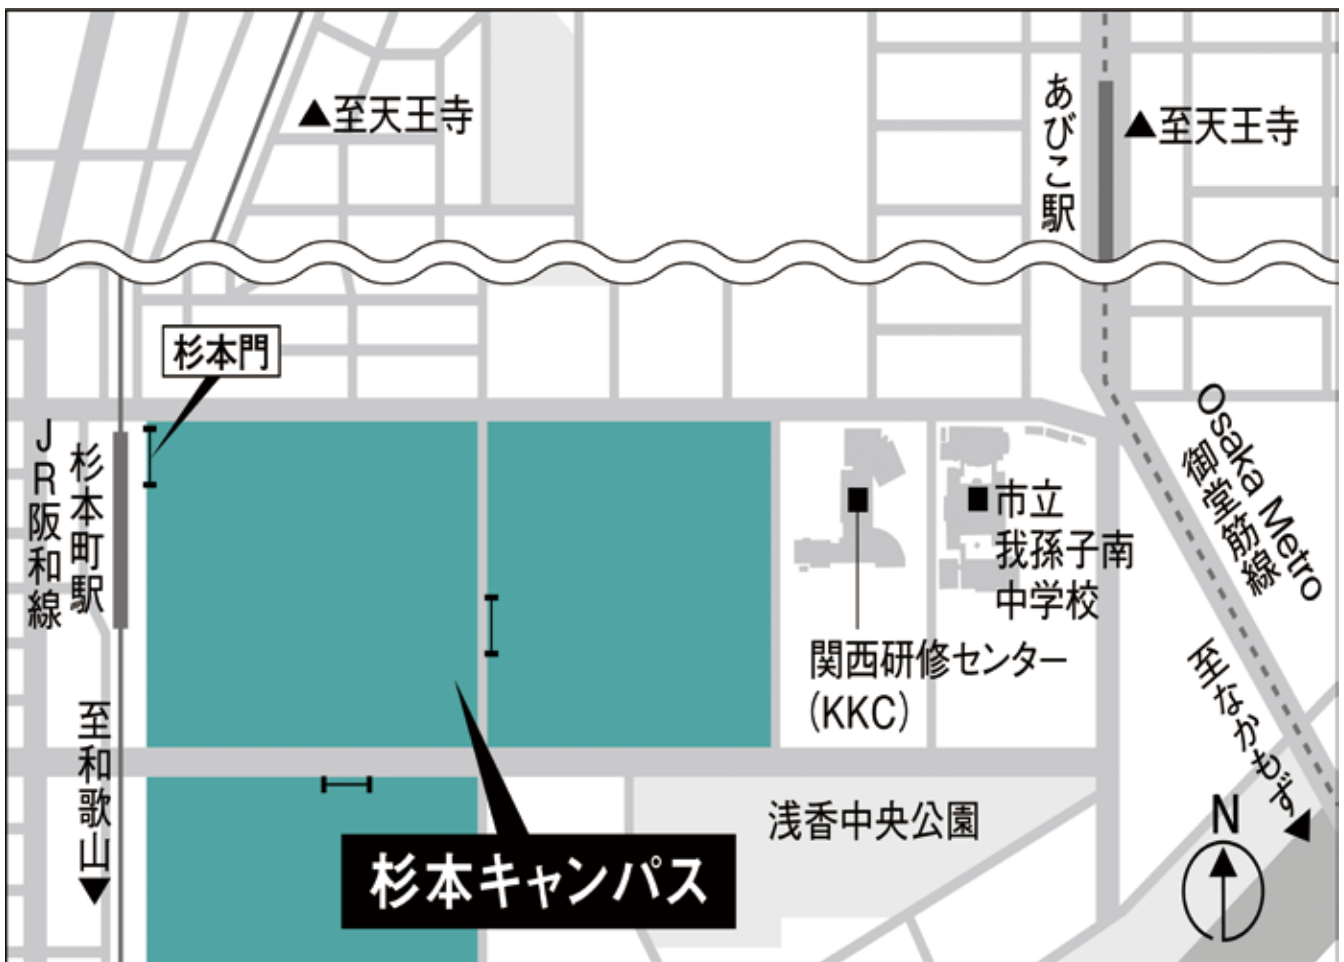 ▲至天王寺
あびこ駅
▲至天王寺
杉本門
JR阪和線
杉本町駅
至和歌山▼
Osaka Metro
御堂筋線
至なかもず▲
■市立
我孫子南
中学校
関西研修センター
(KKC)
浅香中央公園
杉本キャンパス
N